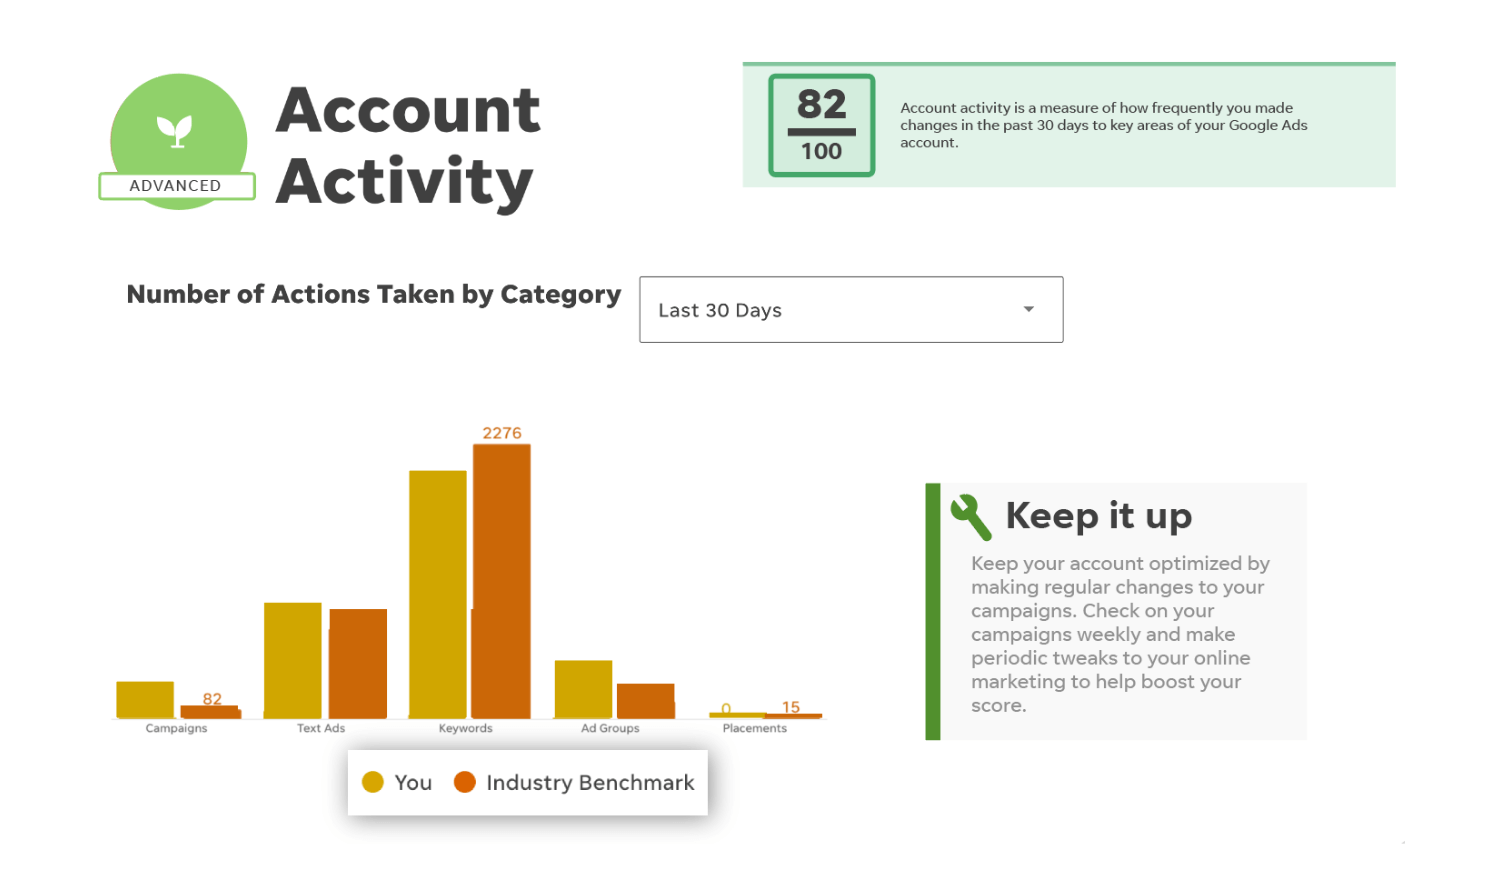 Account
Activity
ADVANCED
82
100
Account activity is a measure of how frequently you made
changes in the past 30 days to key areas of your Google Ads
account.
Number of Actions Taken by Category
Last 30 Days
2276
82
0
15
Campaigns
Text Ads
Keywords
Ad Groups
Placements
You
Industry Benchmark
Keep it up
Keep your account optimized by
making regular changes to your
campaigns. Check on your
campaigns weekly and make
periodic tweaks to your online
marketing to help boost your
score.